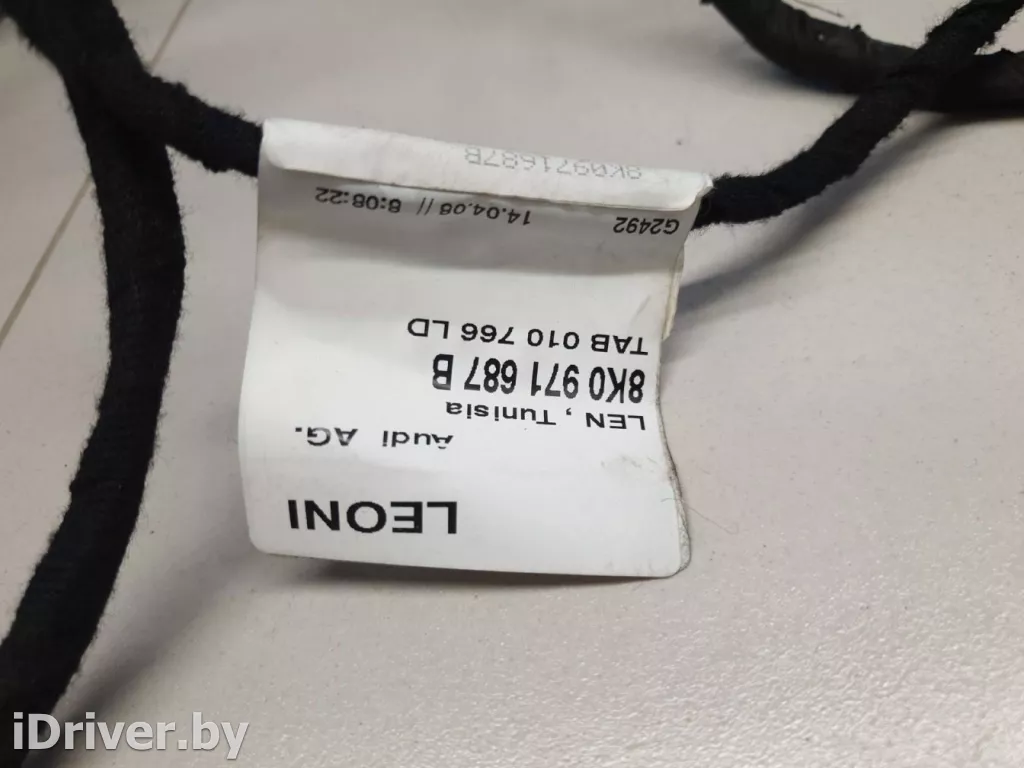 LEONI
Audi AG.
LEN , Tunisia
8K0 971 687 B
TAB 010 766 LD
G2492 14.04.08 // 8:08:22
8K0971687B
iDriver.by